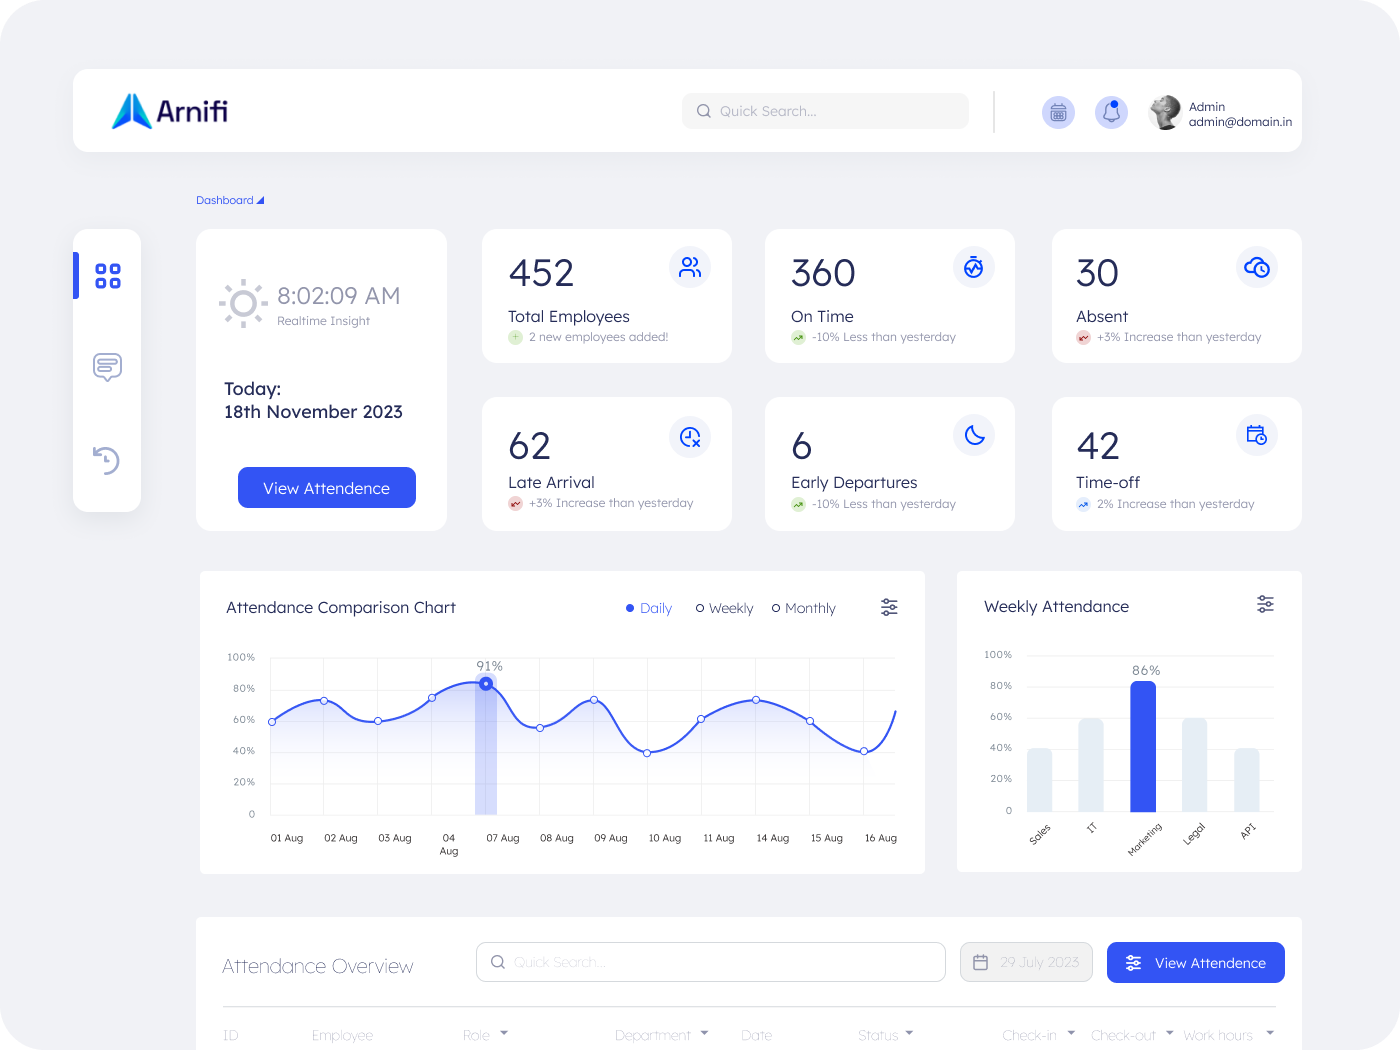 Arnifi
Quick Search...
Admin
admin@domain.in
Dashboard
8:02:09 AM
Realtime Insight
Today:
18th November 2023
View Attendence
452
Total Employees
2 new employees added!
360
On Time
-10% Less than yesterday
30
Absent
+3% Increase than yesterday
62
Late Arrival
+3% Increase than yesterday
6
Early Departures
-10% Less than yesterday
42
Time-off
2% Increase than yesterday
Attendance Comparison Chart
Daily Weekly Monthly
100%
80%
60%
40%
20%
0
91%
01 Aug 02 Aug 03 Aug 04 Aug 07 Aug 08 Aug 09 Aug 10 Aug 11 Aug 14 Aug 15 Aug 16 Aug
Weekly Attendance
100%
80%
60%
40%
20%
0
86%
Sales IT Marketing Legal API
Attendance Overview
Quick Search...
29 July 2023
View Attendence
ID Employee Role Department Date Status Check-in Check-out Work hours